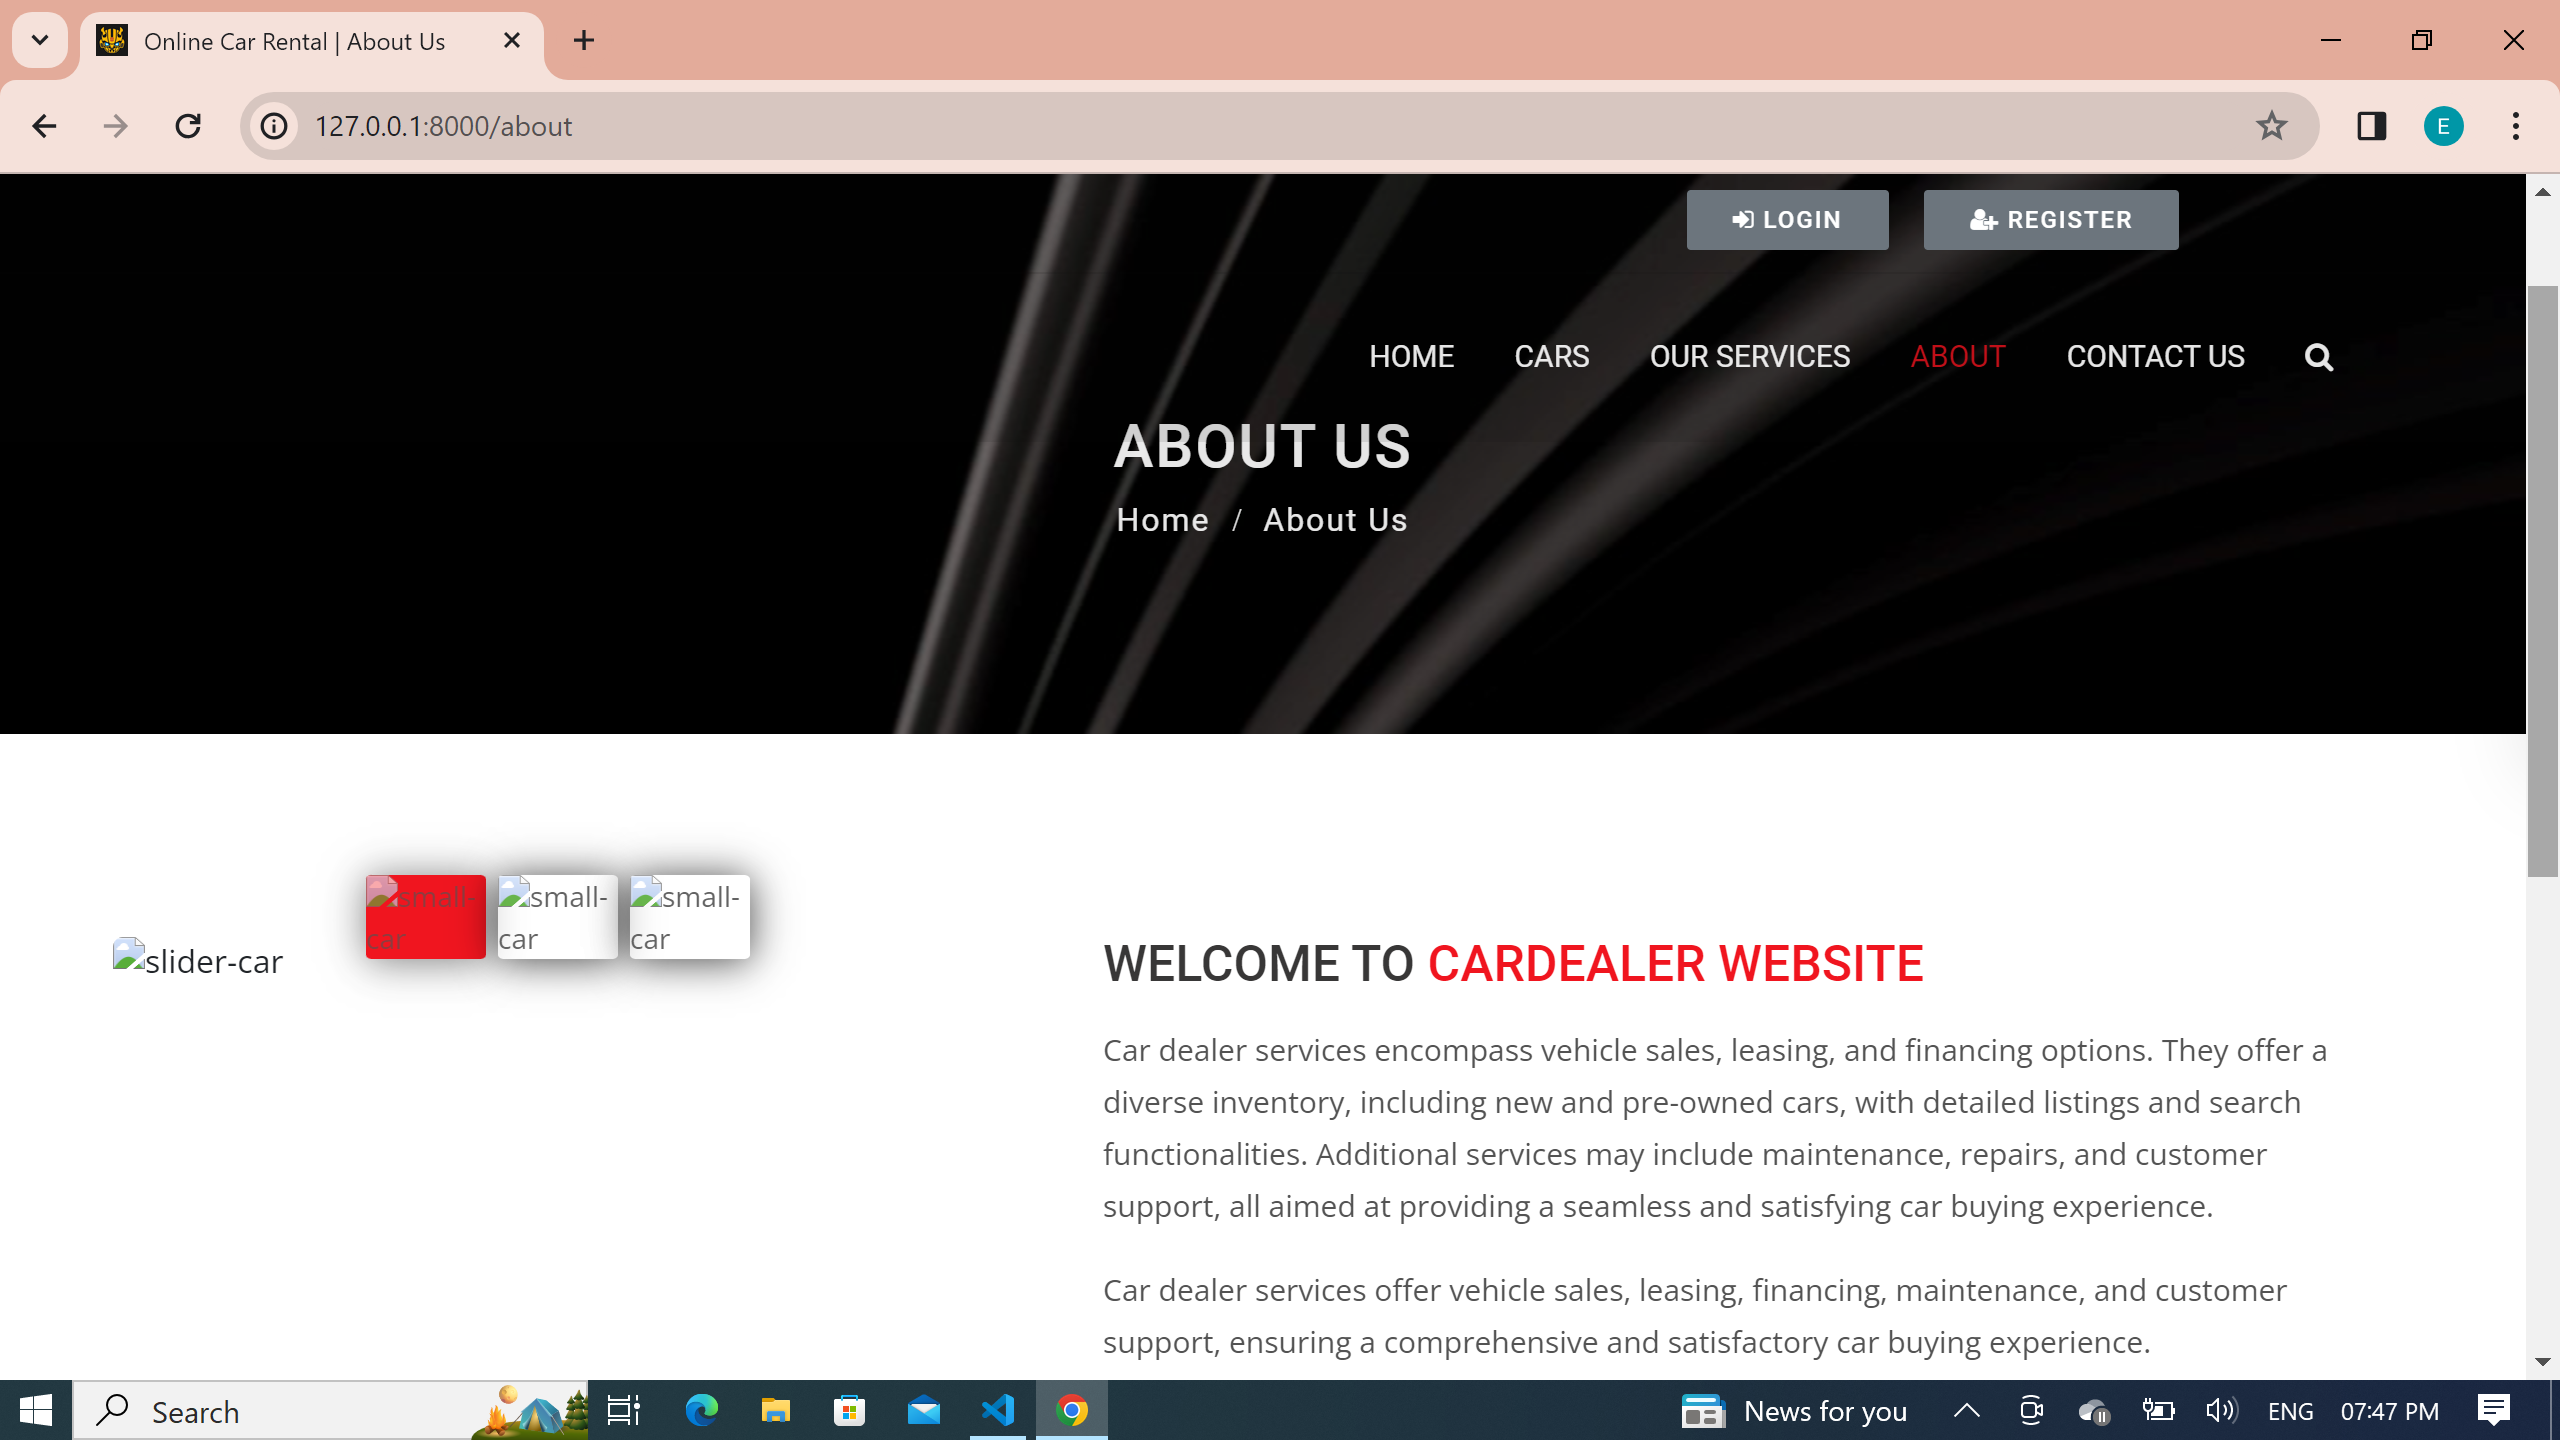 Online Car Rental | About Us
127.0.0.1:8000/about
E
LOGIN
REGISTER
HOME
CARS
OUR SERVICES
ABOUT
CONTACT US
ABOUT US
Home / About Us
small-
car
small-
car
small-
car
slider-car
WELCOME TO CARDEALER WEBSITE
Car dealer services encompass vehicle sales, leasing, and financing options. They offer a
diverse inventory, including new and pre-owned cars, with detailed listings and search
functionalities. Additional services may include maintenance, repairs, and customer
support, all aimed at providing a seamless and satisfying car buying experience.
Car dealer services offer vehicle sales, leasing, financing, maintenance, and customer
support, ensuring a comprehensive and satisfactory car buying experience.
Search
News for you
ENG
07:47 PM